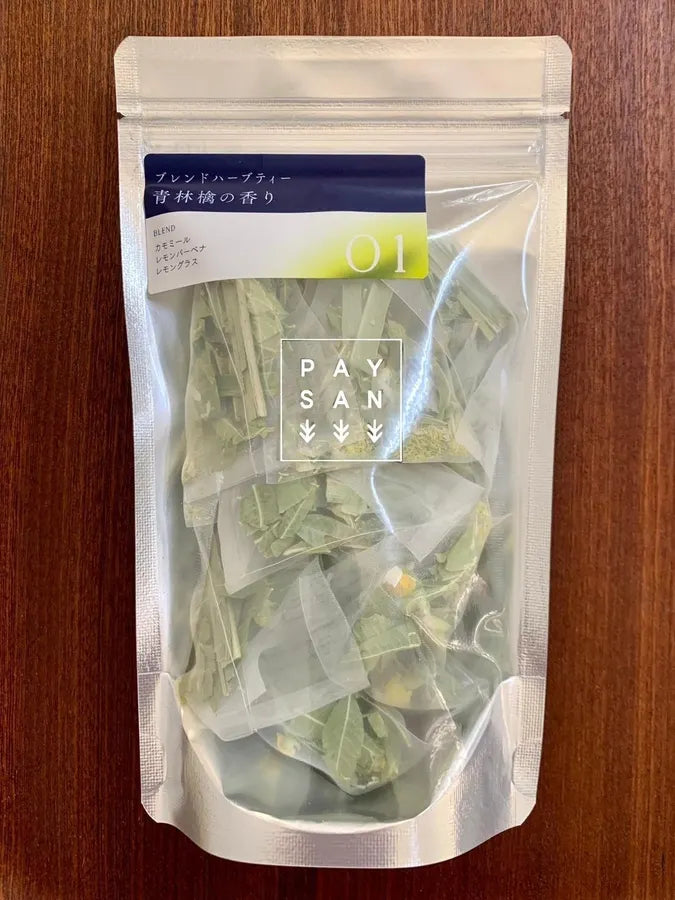 ブレンドハーブティー
青林檎の香り
BLEND
カモミール
レモンバーベナ
レモングラス
01
PAY
SAN